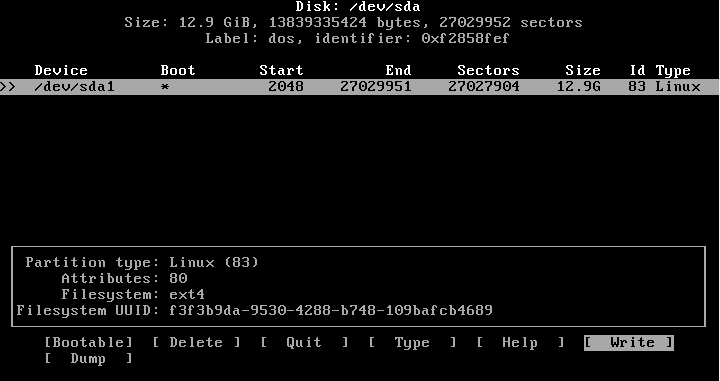 Disk: /dev/sda
Size: 12.9 GiB, 13839335424 bytes, 27029952 sectors
Label: dos, identifier: 0xf2858fef
Device Boot Start End Sectors Size Id Type
>> /dev/sda1 * 2048 27029951 27027904 12.9G 83 Linux
Partition type: Linux (83)
Attributes: 80
Filesystem: ext4
Filesystem UUID: f3f3b9da-9530-4288-b748-109bafcb4689
[Bootable] [ Delete ] [ Quit ] [ Type ] [ Help ] [ Write ]
[ Dump ]